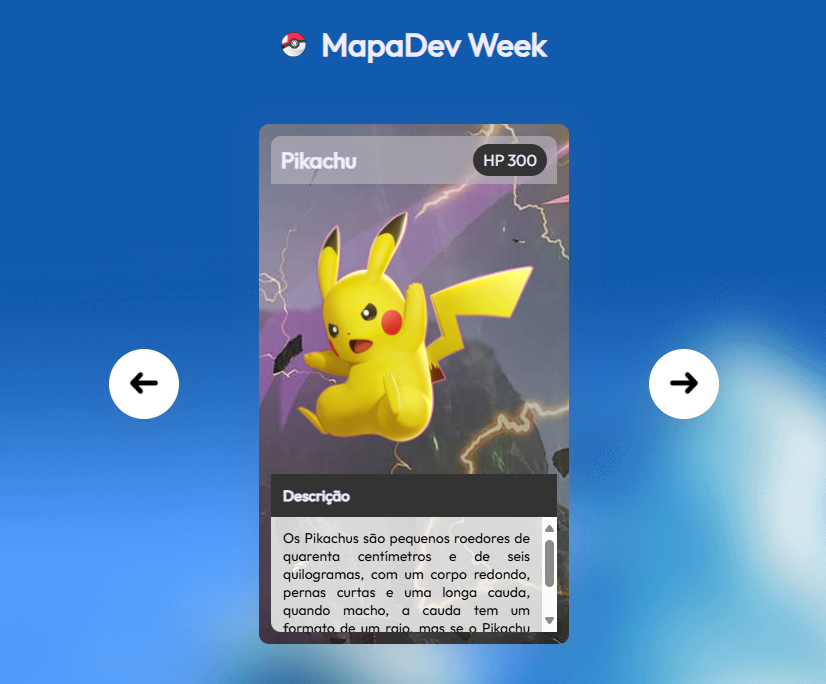 MapaDev Week
Pikachu
HP 300
Descrição
Os Pikachus são pequenos roedores de
quarenta centímetros e de seis
quilogramas, com um corpo redondo,
pernas curtas e uma longa cauda,
quando macho, a cauda tem um
formato de um raio, mas se o Pikachu